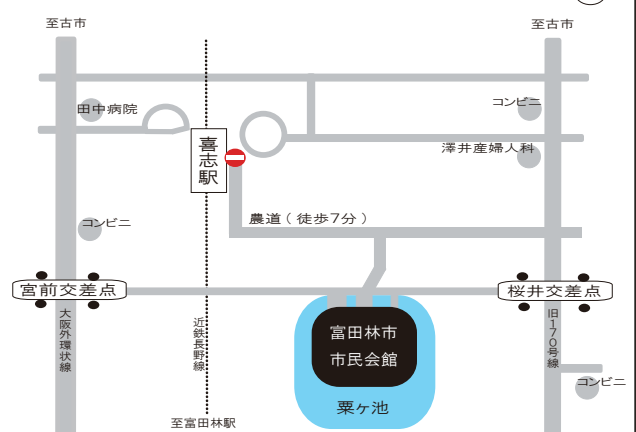 至古市
至古市
田中病院
コンビニ
喜志駅
澤井産婦人科
農道(徒歩7分)
コンビニ
宮前交差点
桜井交差点
大阪外環状線
近鉄長野線
富田林市
市民会館
旧170号線
粟ヶ池
コンビニ
至富田林駅